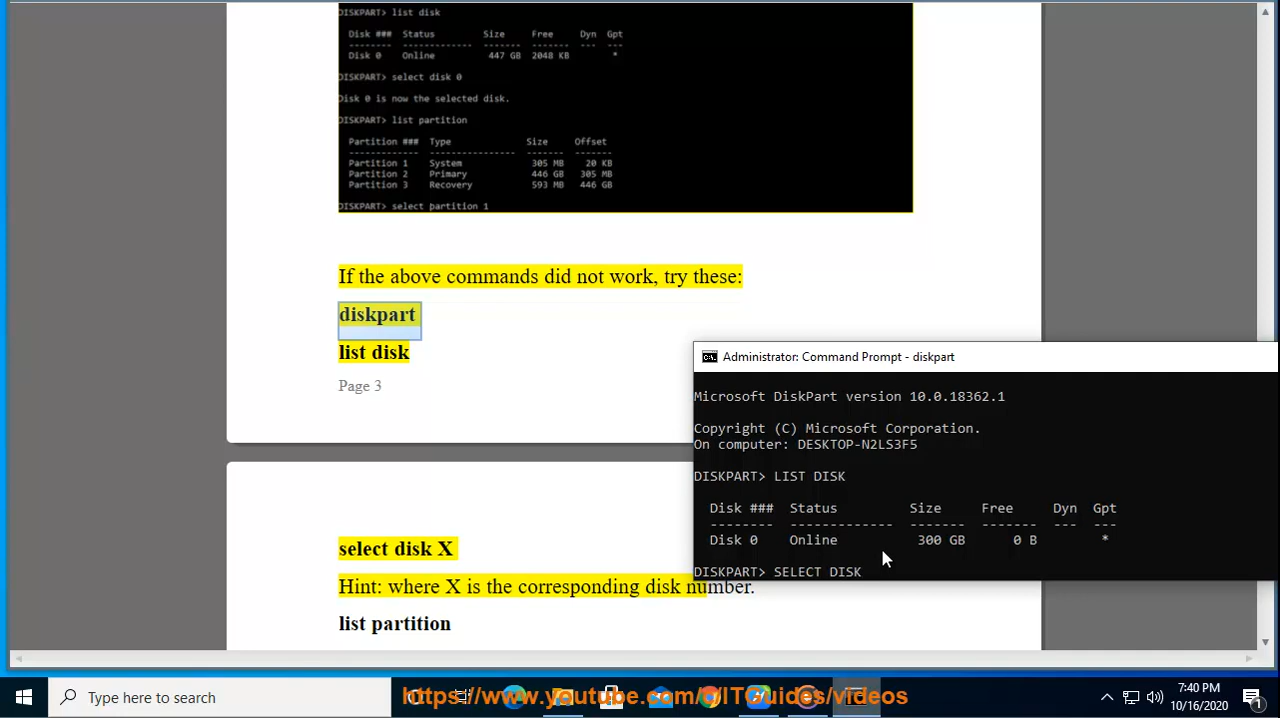 DISKPART> list disk
Disk ### Status Size Free Dyn Gpt
-------- ------------- ------- ------- --- ---
Disk 0 Online 447 GB 2048 KB *
DISKPART> select disk 0
Disk 0 is now the selected disk.
DISKPART> list partition
Partition ### Type Size Offset
------------- ---------------- ------- -------
Partition 1 System 305 MB 20 KB
Partition 2 Primary 446 GB 305 MB
Partition 3 Recovery 593 MB 446 GB
DISKPART> select partition 1
If the above commands did not work, try these:
diskpart
list disk
Page 3
select disk X
Hint: where X is the corresponding disk number.
list partition
Administrator: Command Prompt - diskpart
Microsoft DiskPart version 10.0.18362.1
Copyright (C) Microsoft Corporation.
On computer: DESKTOP-N2LS3F5
DISKPART> LIST DISK
Disk ### Status Size Free Dyn Gpt
-------- ------------- ------- ------- --- ---
Disk 0 Online 300 GB 0 B *
DISKPART> SELECT DISK
Type here to search
https://www.youtube.com/@ITGuides/videos
7:40 PM
10/16/2020
1